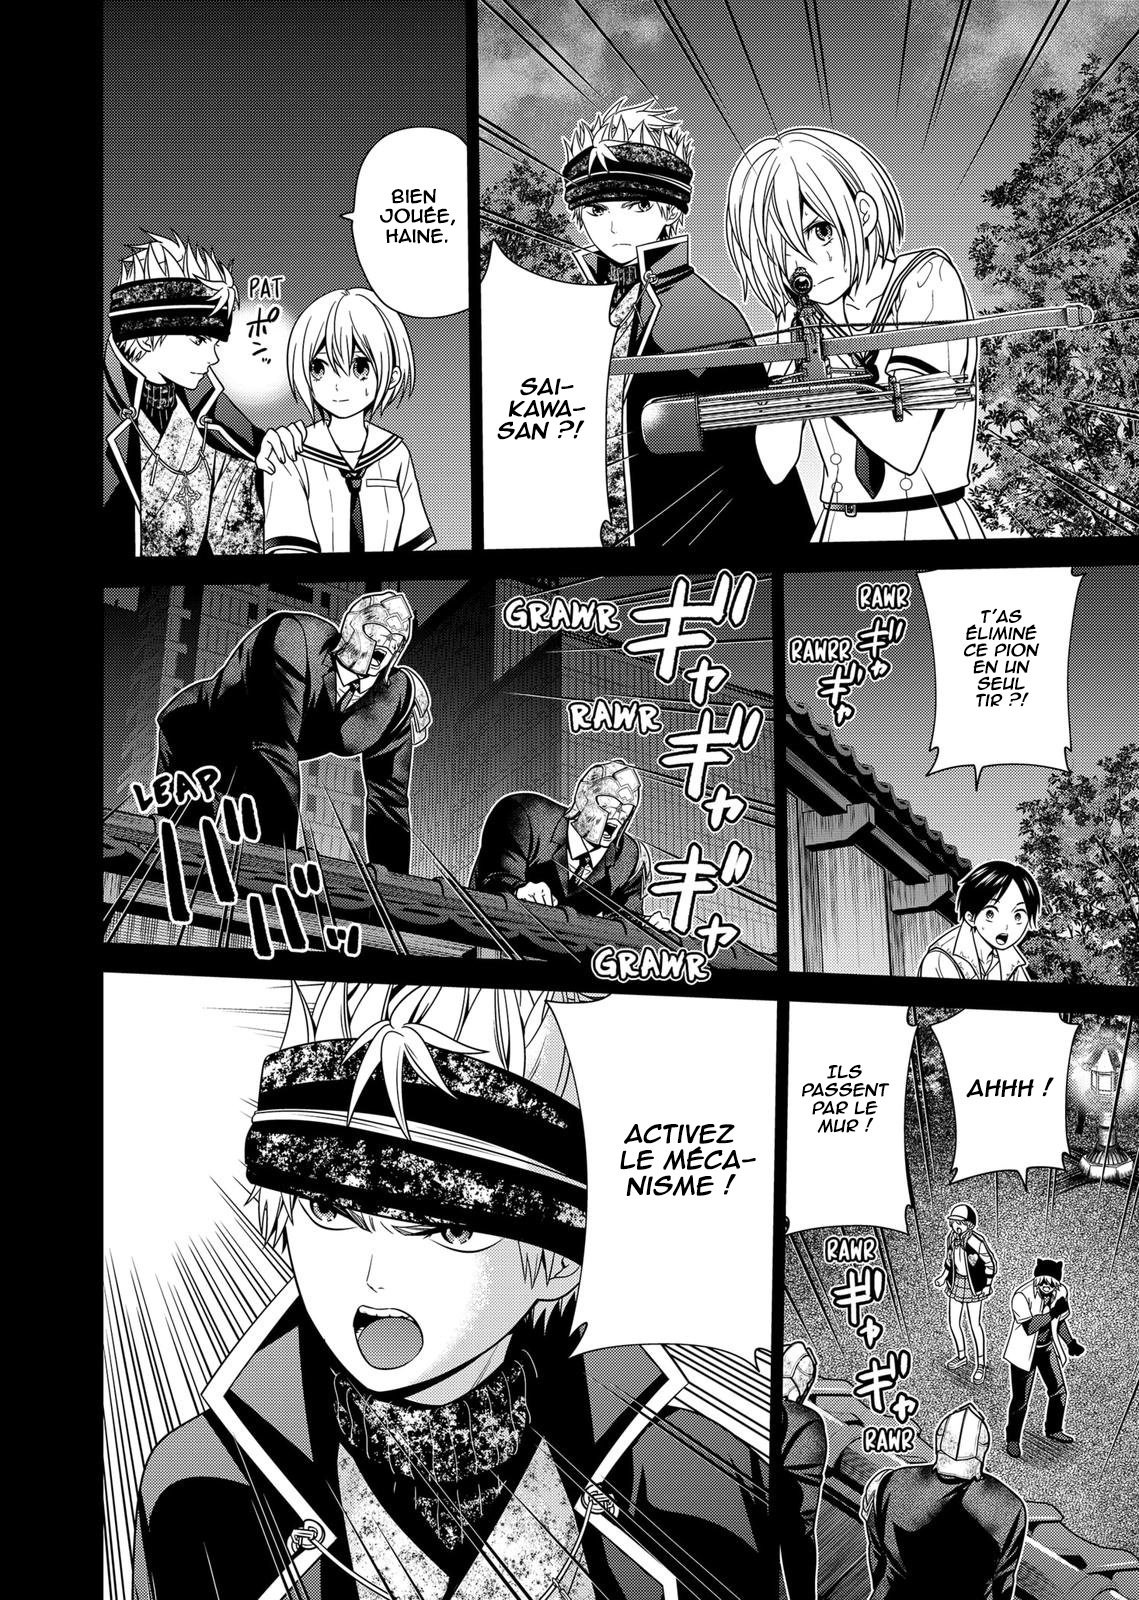 SAI-
KAWA-
SAN ?!
BIEN
JOUÉE,
HAINE.
PAT
ポン…
T'AS
ÉLIMINÉ
CE PION
EN UN
SEUL
TIR ?!
RAWR
ギャ
RAWRR
ギャ
GRAWR
ギャ
RAWR
ギャ
ギャ
GRAWR
LEAP
バババッ
AHHH !
ILS
PASSENT
PAR LE
MUR !
RAWR
ギャ
RAWR
ギャ
RAWR
ACTIVEZ
LE MÉCA-
NISME !